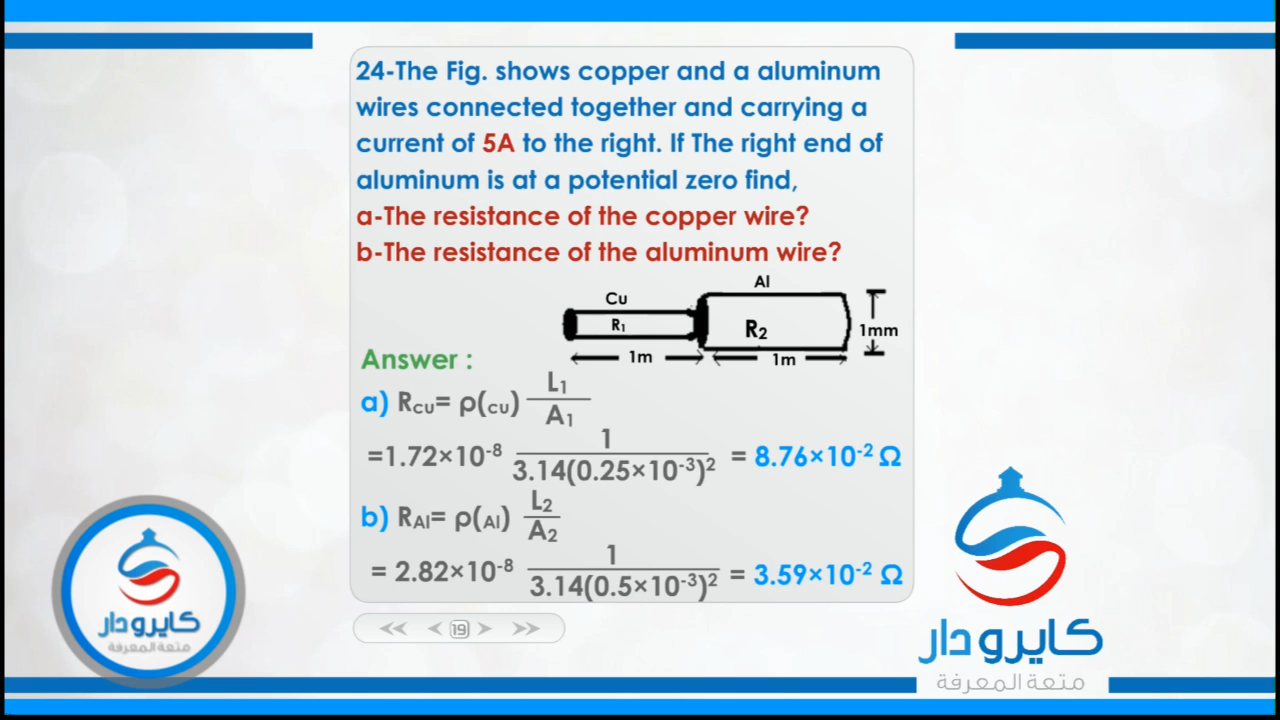 24-The Fig. shows copper and a aluminum
wires connected together and carrying a
current of 5A to the right. If The right end of
aluminum is at a potential zero find,
a-The resistance of the copper wire?
b-The resistance of the aluminum wire?
Cu
Al
R₁
R₂
1mm
1m
1m
Answer :
a) R_Cu= ρ(cu) L₁/A₁
=1.72×10⁻⁸ 1/3.14(0.25×10⁻³)² = 8.76×10⁻² Ω
b) R_Al= ρ(Al) L₂/A₂
= 2.82×10⁻⁸ 1/3.14(0.5×10⁻³)² = 3.59×10⁻² Ω
19
كايرو دار
متعة المعرفة
كايرو دار
متعة المعرفة